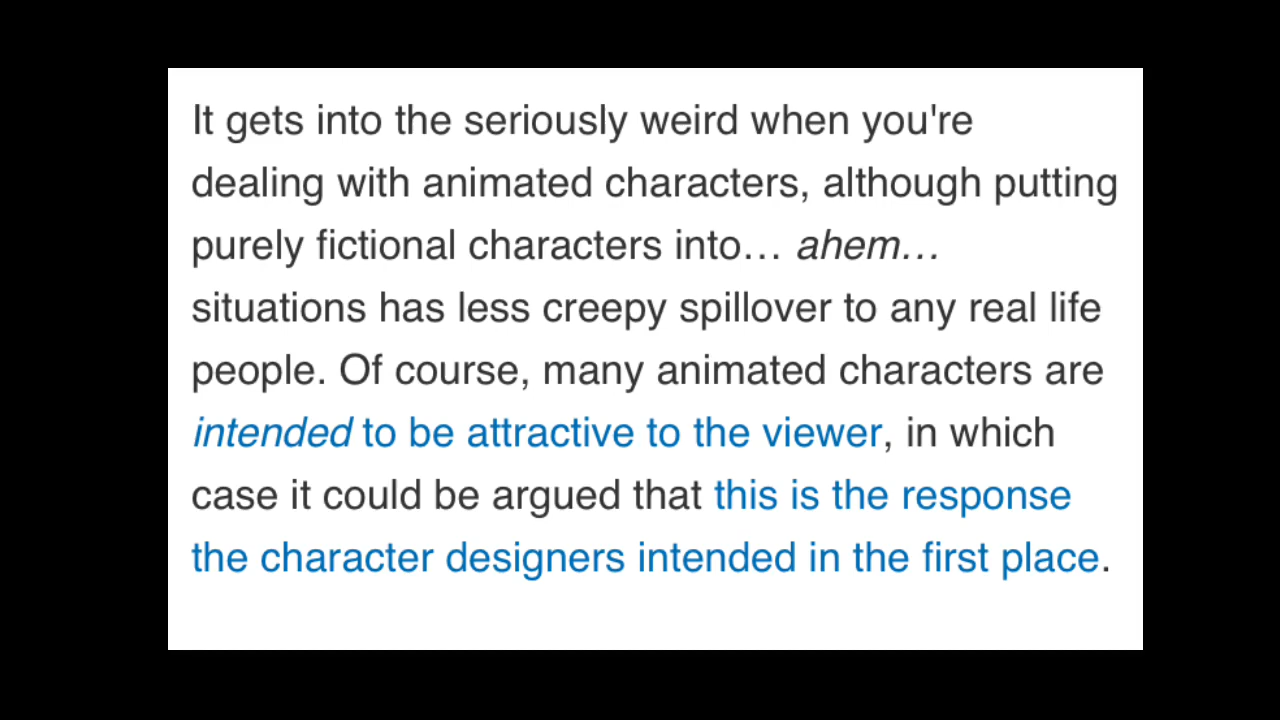 It gets into the seriously weird when you're
dealing with animated characters, although putting
purely fictional characters into… ahem…
situations has less creepy spillover to any real life
people. Of course, many animated characters are
intended to be attractive to the viewer, in which
case it could be argued that this is the response
the character designers intended in the first place.